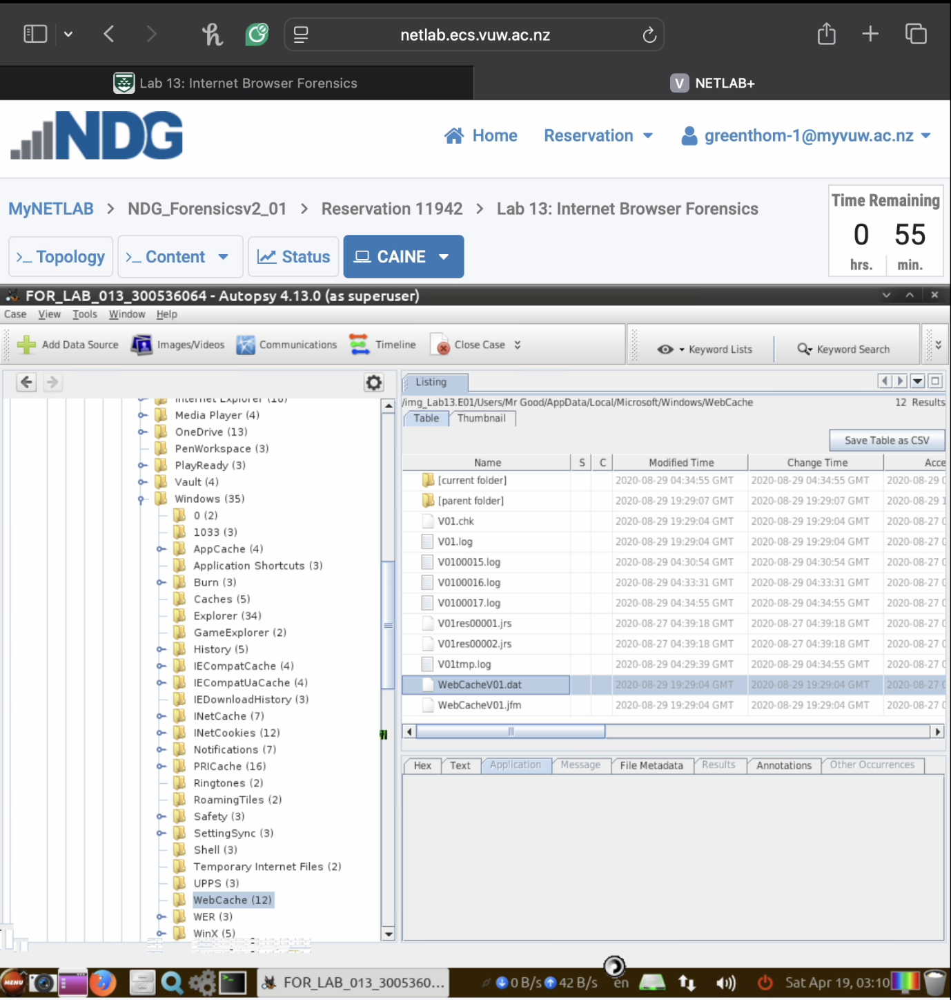 netlab.ecs.vuw.ac.nz
Lab 13: Internet Browser Forensics
V NETLAB+
NDG
Home Reservation greenthom-1@myvuw.ac.nz
MyNETLAB > NDG_Forensicsv2_01 > Reservation 11942 > Lab 13: Internet Browser Forensics
Time Remaining
0 55
hrs. min.
>_ Topology >_ Content Status CAINE
FOR_LAB_013_300536064 - Autopsy 4.13.0 (as superuser)
Case View Tools Window Help
Add Data Source Images/Videos Communications Timeline Close Case Keyword Lists Keyword Search
Listing
/img_Lab13.E01/Users/Mr Good/AppData/Local/Microsoft/Windows/WebCache 12 Results
Table Thumbnail
Save Table as CSV
Name S C Modified Time Change Time Acce
[current folder] 2020-08-29 04:34:55 GMT 2020-08-29 04:34:55 GMT 2020-08-29 0
[parent folder] 2020-08-29 19:29:07 GMT 2020-08-29 19:29:07 GMT 2020-08-29 1
V01.chk 2020-08-29 19:29:04 GMT 2020-08-29 19:29:04 GMT 2020-08-27 0
V01.log 2020-08-29 19:29:04 GMT 2020-08-29 19:29:04 GMT 2020-08-27 0
V0100015.log 2020-08-29 04:30:54 GMT 2020-08-29 04:30:54 GMT 2020-08-27 0
V0100016.log 2020-08-29 04:33:31 GMT 2020-08-29 04:33:31 GMT 2020-08-27 0
V0100017.log 2020-08-29 04:34:55 GMT 2020-08-29 04:34:55 GMT 2020-08-27 0
V01res00001.jrs 2020-08-27 04:39:18 GMT 2020-08-27 04:39:18 GMT 2020-08-27 0
V01res00002.jrs 2020-08-27 04:39:18 GMT 2020-08-27 04:39:18 GMT 2020-08-27 0
V01tmp.log 2020-08-29 04:29:39 GMT 2020-08-29 04:34:55 GMT 2020-08-27 0
WebCacheV01.dat 2020-08-29 19:29:04 GMT 2020-08-29 19:29:04 GMT 2020-08-27 0
WebCacheV01.jfm 2020-08-29 19:29:04 GMT 2020-08-29 19:29:04 GMT 2020-08-27 0
Hex Text Application Message File Metadata Results Annotations Other Occurrences
Internet Explorer (18)
Media Player (4)
OneDrive (13)
PenWorkspace (3)
PlayReady (3)
Vault (4)
Windows (35)
0 (2)
1033 (3)
AppCache (4)
Application Shortcuts (3)
Burn (3)
Caches (5)
Explorer (34)
GameExplorer (2)
History (5)
IECompatCache (4)
IECompatUaCache (4)
IEDownloadHistory (3)
INetCache (7)
INetCookies (12)
Notifications (7)
PRICache (16)
Ringtones (2)
RoamingTiles (2)
Safety (3)
SettingSync (3)
Shell (3)
Temporary Internet Files (2)
UPPS (3)
WebCache (12)
WER (3)
WinX (5)
MENU FOR_LAB_013_3005360... 0 B/s 42 B/s en Sat Apr 19, 03:10